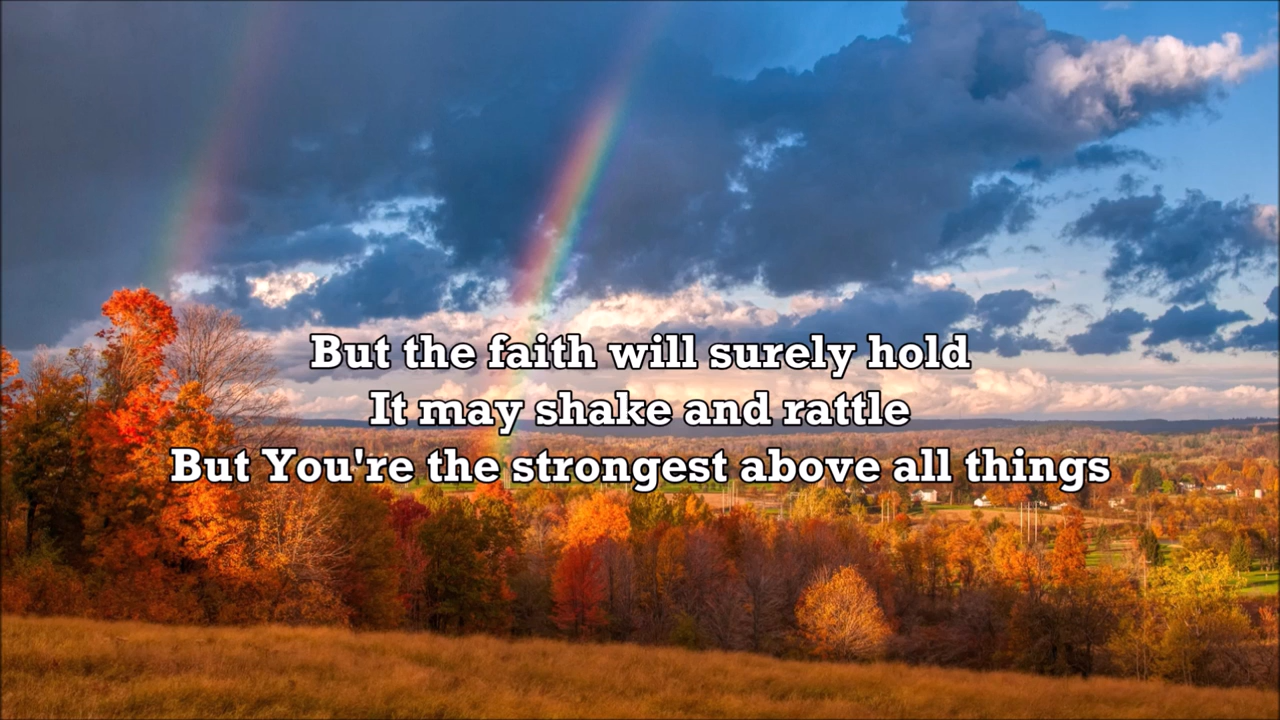 But the faith will surely hold
It may shake and rattle
But You're the strongest above all things